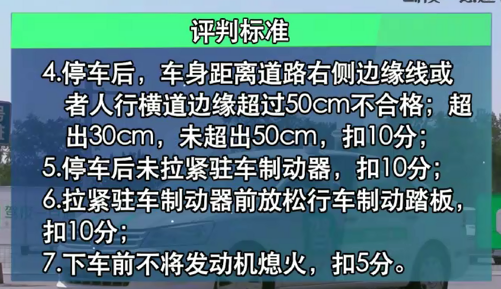 评判标准
4.停车后，车身距离道路右侧边缘线或
者人行横道边缘超过50cm不合格；超
出30cm，未超出50cm，扣10分；
5.停车后未拉紧驻车制动器，扣10分；
6.拉紧驻车制动器前放松行车制动踏板，
扣10分；
7.下车前不将发动机熄火，扣5分。